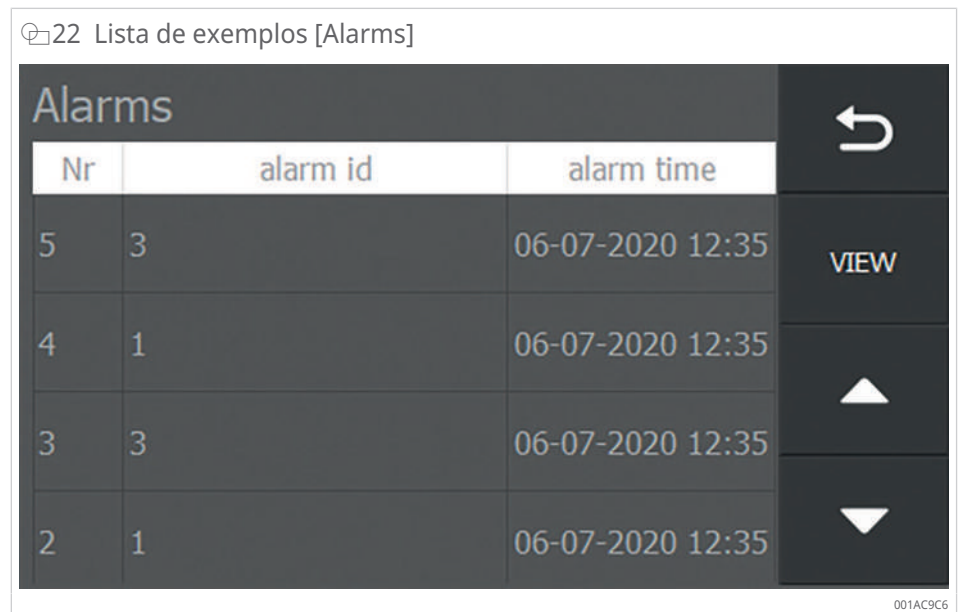 22 Lista de exemplos [Alarms]
Alarms
Nr alarm id alarm time
5 3 06-07-2020 12:35
VIEW
4 1 06-07-2020 12:35
3 3 06-07-2020 12:35
2 1 06-07-2020 12:35
001AC9C6